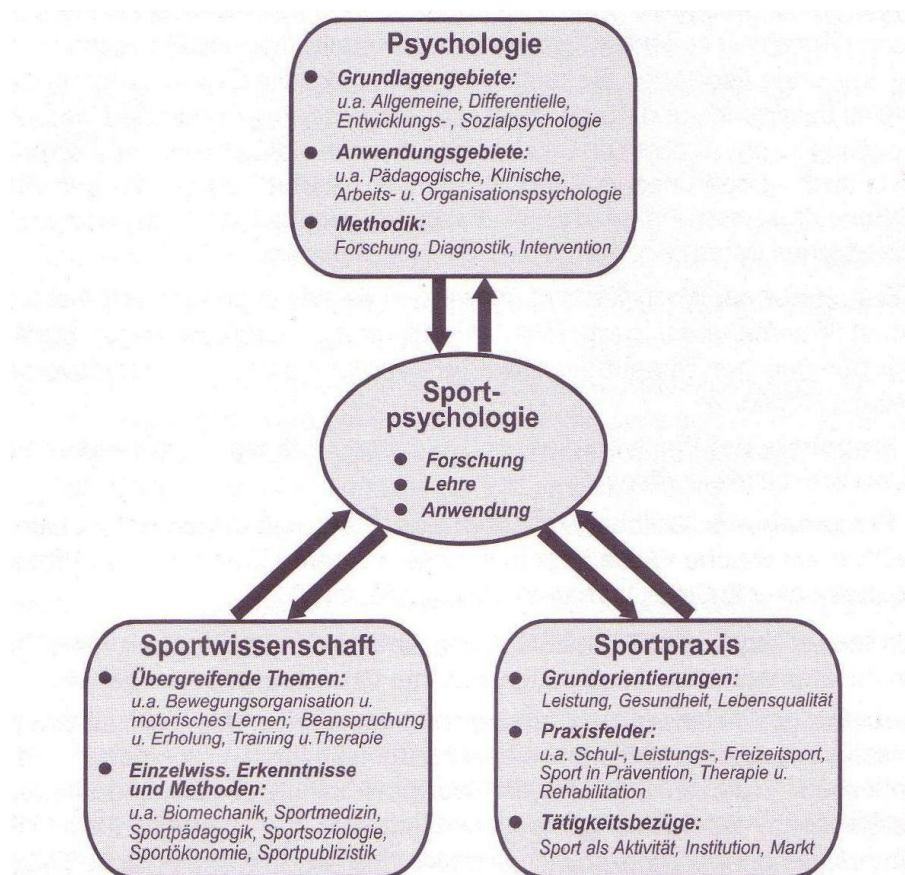 Psychologie
● Grundlagengebiete:
u.a. Allgemeine, Differentielle,
Entwicklungs- , Sozialpsychologie
● Anwendungsgebiete:
u.a. Pädagogische, Klinische,
Arbeits- u. Organisationspsychologie
● Methodik:
Forschung, Diagnostik, Intervention
Sport-
psychologie
● Forschung
● Lehre
● Anwendung
Sportwissenschaft
● Übergreifende Themen:
u.a. Bewegungsorganisation u.
motorisches Lernen; Beanspruchung
u. Erholung, Training u.Therapie
● Einzelwiss. Erkenntnisse
und Methoden:
u.a. Biomechanik, Sportmedizin,
Sportpädagogik, Sportsoziologie,
Sportökonomie, Sportpublizistik
Sportpraxis
● Grundorientierungen:
Leistung, Gesundheit, Lebensqualität
● Praxisfelder:
u.a. Schul-, Leistungs-, Freizeitsport,
Sport in Prävention, Therapie u.
Rehabilitation
● Tätigkeitsbezüge:
Sport als Aktivität, Institution, Markt